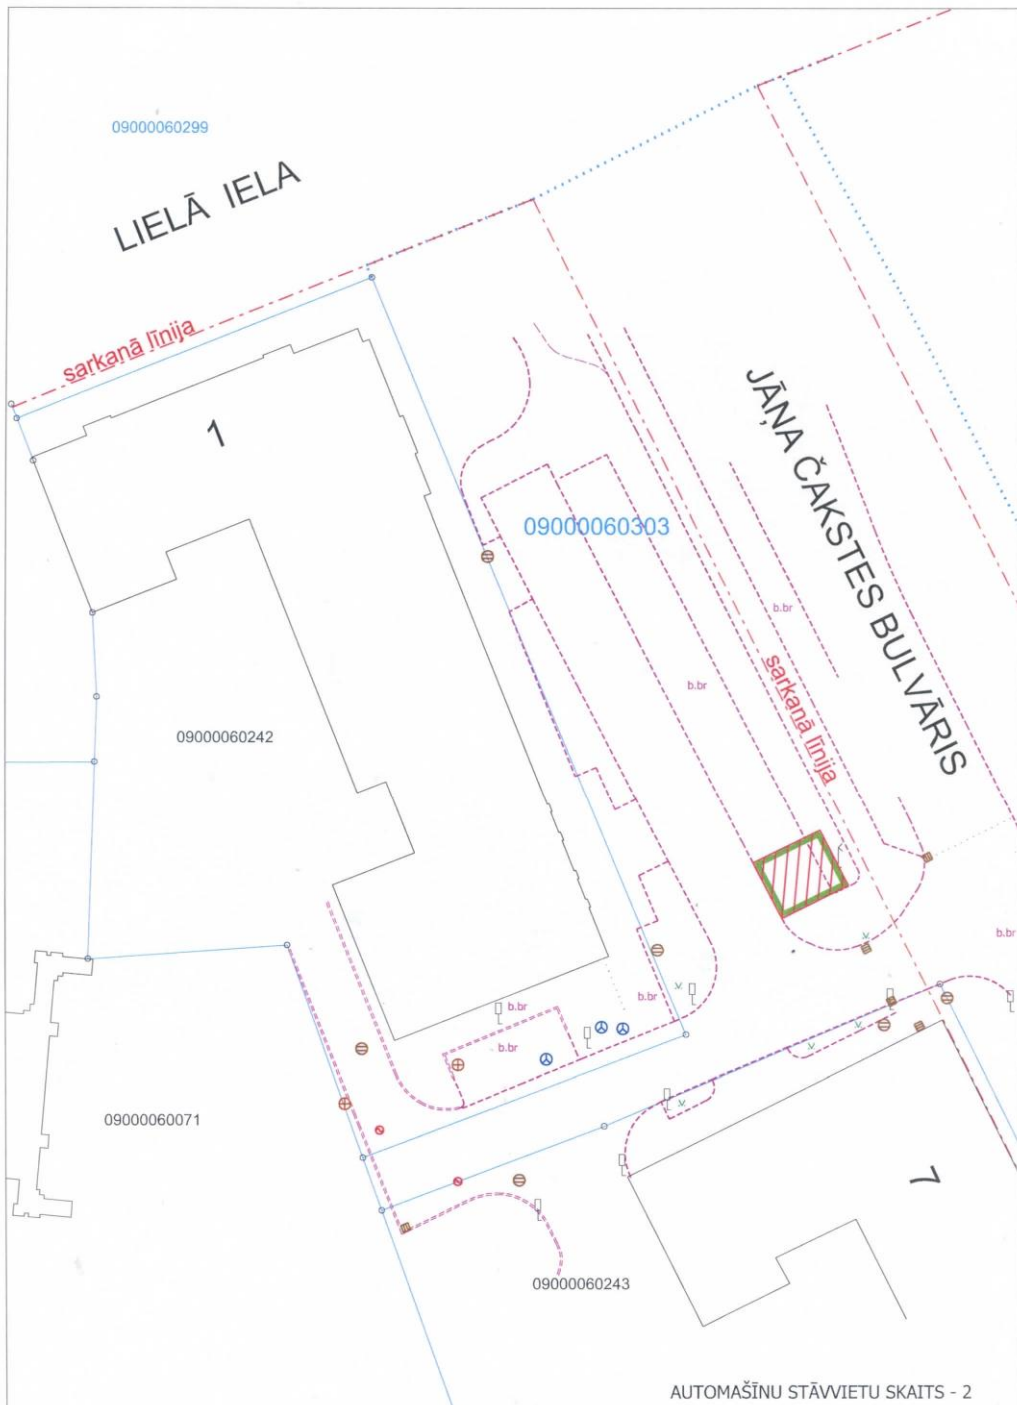 09000060299
LIELĀ IELA
sarkanā līnija
1
JĀŅA ČAKSTES BULVĀRIS
09000060303
b.br
b.br
sarkanā līnija
09000060242
b.br
b.br
b.br
b.br
09000060071
7
09000060243
AUTOMAŠĪNU STĀVVIETU SKAITS - 2